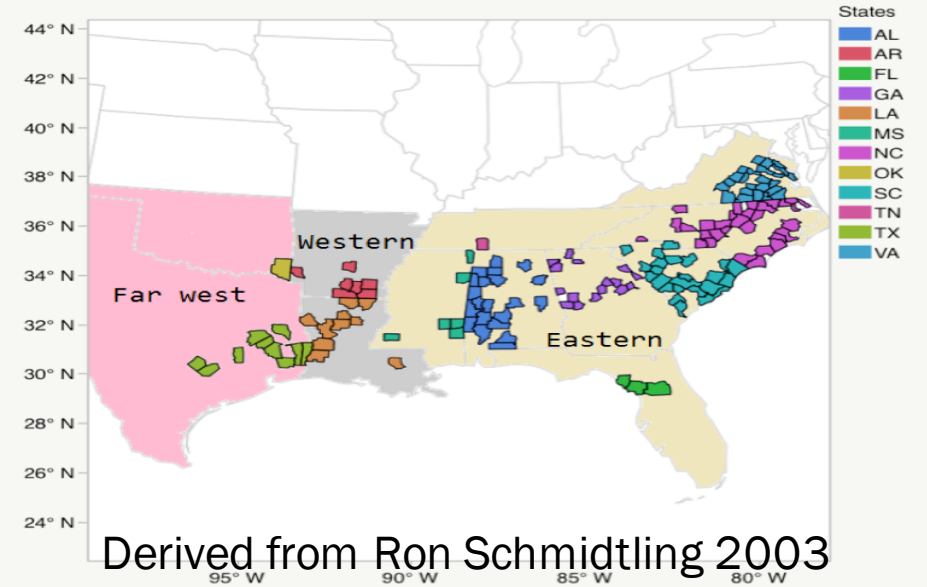 States
AL
AR
FL
GA
LA
MS
NC
OK
SC
TN
TX
VA
44° N
42° N
40° N
38° N
36° N
34° N
32° N
30° N
28° N
26° N
24° N
Western
Far west
Eastern
Derived from Ron Schmidtling 2003
95° W 90° W 85° W 80° W